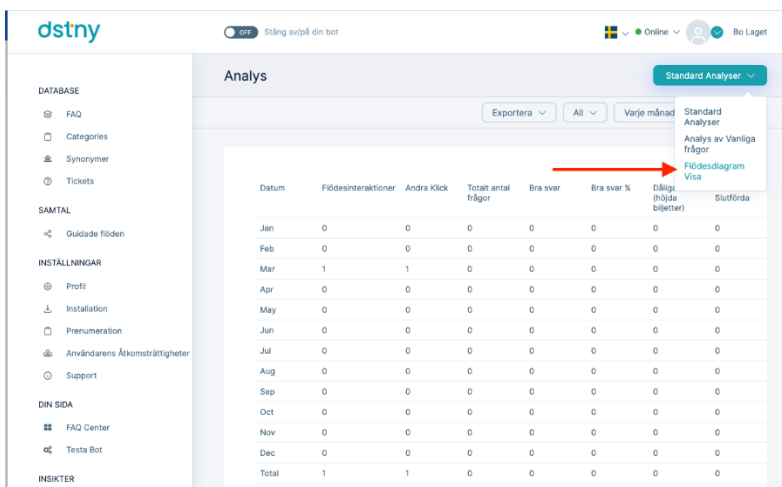 dstny
OFF Stäng av/på din bot
Online
Bo Laget
Analys
Standard Analyser
DATABASE
FAQ
Categories
Synonymer
Tickets
SAMTAL
Guidade flöden
INSTÄLLNINGAR
Profil
Installation
Prenumeration
Användarens Åtkomsträttigheter
Support
DIN SIDA
FAQ Center
Testa Bot
INSIKTER
Exportera
All
Varje månad
Standard
Analyser
Analys av Vanliga
frågor
Flödesdiagram
Visa
Datum Flödesinteraktioner Andra Klick Totalt antal frågor Bra svar Bra svar % Dåliga (höjda biljetter) Slutförda
Jan 0 0 0 0 0 0 0
Feb 0 0 0 0 0 0 0
Mar 1 1 0 0 0 0 0
Apr 0 0 0 0 0 0 0
May 0 0 0 0 0 0 0
Jun 0 0 0 0 0 0 0
Jul 0 0 0 0 0 0 0
Aug 0 0 0 0 0 0 0
Sep 0 0 0 0 0 0 0
Oct 0 0 0 0 0 0 0
Nov 0 0 0 0 0 0 0
Dec 0 0 0 0 0 0 0
Total 1 1 0 0 0 0 0